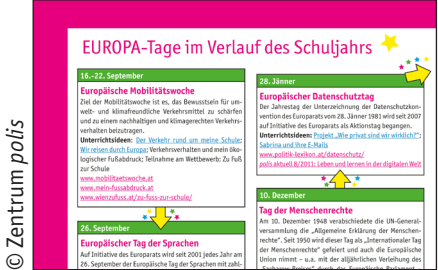 EUROPA-Tage im Verlauf des Schuljahrs
16.-22. September
Europäische Mobilitätswoche
Ziel der Mobilitätswoche ist es, das Bewusstsein für um-
welt- und klimafreundliche Verkehrsmittel zu schärfen
und zu einem nachhaltigen und klimagerechten Verkehrs-
verhalten beizutragen.
Unterrichtsideen: Der Verkehr rund um meine Schule;
Wir reisen durch Europa; Verkehrsverhalten und mein öko-
logischer Fußabdruck; Teilnahme am Wettbewerb: Zu Fuß
zur Schule
www.mobilitaetswoche.at
www.mein-fussabdruck.at
www.wienzufuss.at/zu-fuss-zur-schule/
26. September
Europäischer Tag der Sprachen
Auf Initiative des Europarats wird seit 2001 jedes Jahr am
26. September der Europäische Tag der Sprachen mit zahl-
28. Jänner
Europäischer Datenschutztag
Der Jahrestag der Unterzeichnung der Datenschutzkon-
vention des Europarats vom 28. Jänner 1981 wird seit 2007
auf Initiative des Europarats als Aktionstag begangen.
Unterrichtsideen: Projekt „Wie privat sind wir wirklich?“;
Sabrina und ihre E-Mails
www.politik-lexikon.at/datenschutz/
polis aktuell 8/2011: Leben und lernen in der digitalen Welt
10. Dezember
Tag der Menschenrechte
Am 10. Dezember 1948 verabschiedete die UN-General-
versammlung die „Allgemeine Erklärung der Menschen-
rechte“. Seit 1950 wird dieser Tag als „Internationaler Tag
der Menschenrechte“ gefeiert und auch die Europäische
Union nimmt – u.a. mit der alljährlichen Verleihung des
© Zentrum polis